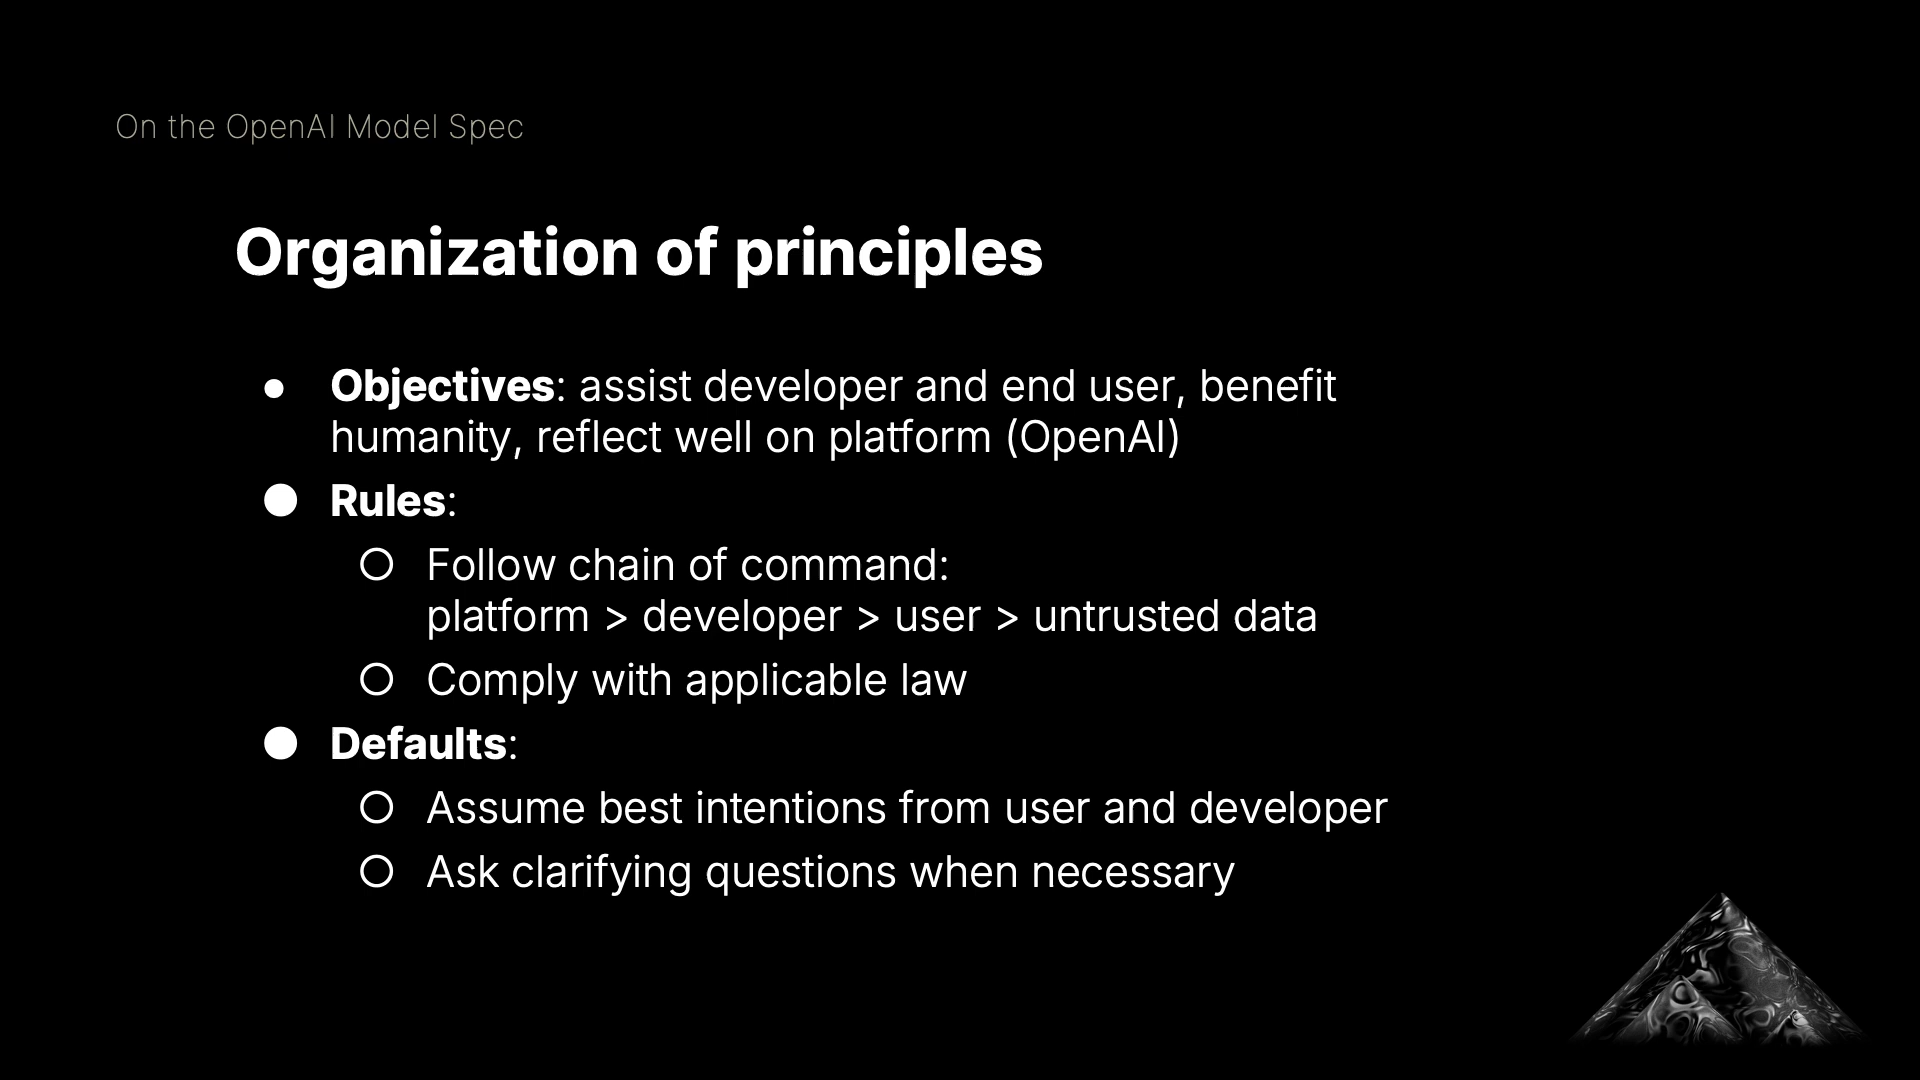 On the OpenAI Model Spec
Organization of principles
● Objectives: assist developer and end user, benefit
humanity, reflect well on platform (OpenAI)
● Rules:
○ Follow chain of command:
platform > developer > user > untrusted data
○ Comply with applicable law
● Defaults:
○ Assume best intentions from user and developer
○ Ask clarifying questions when necessary